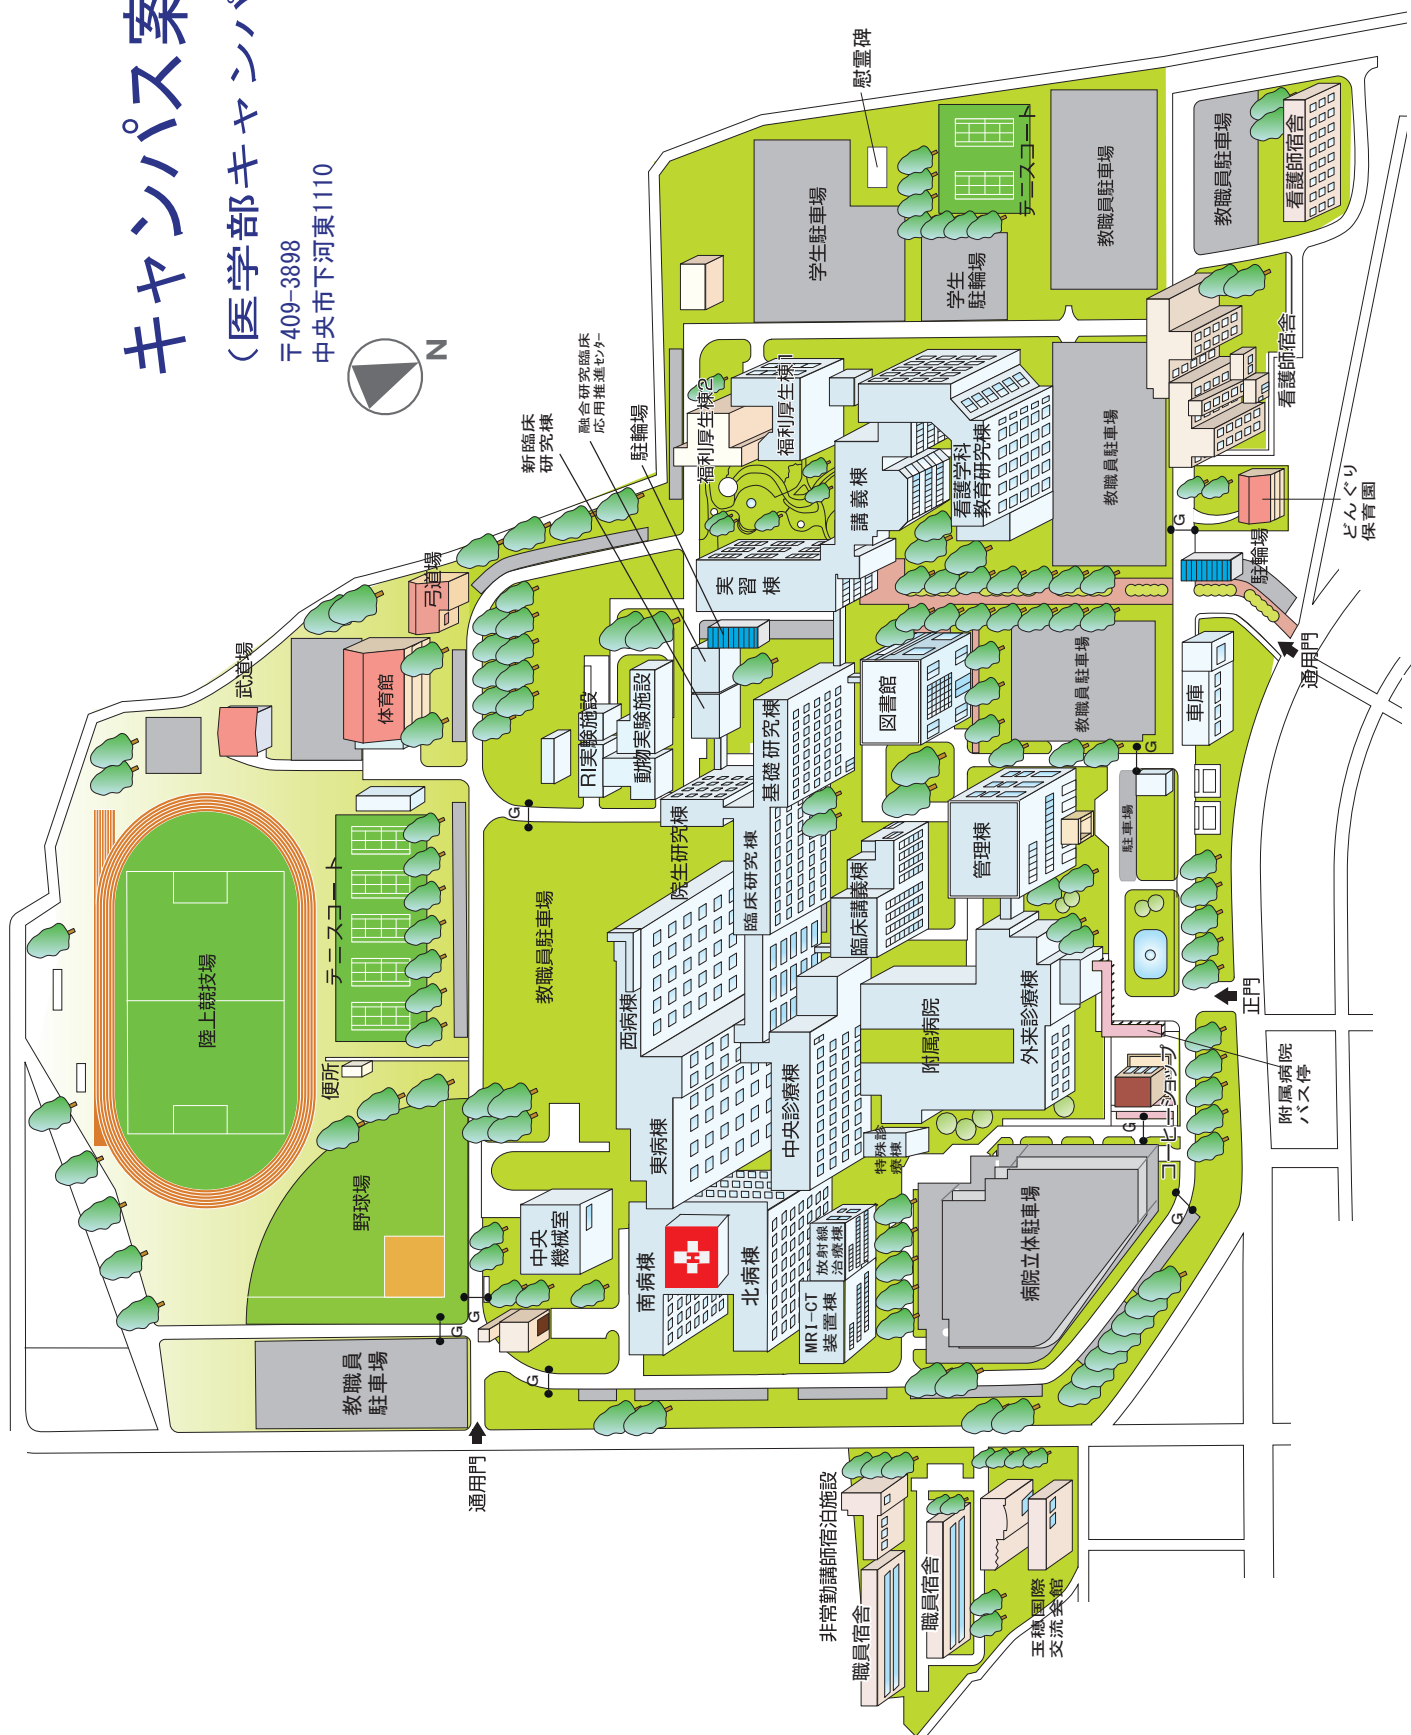 キャンパス案
（医学部キャンパ
〒409-3898
中央市下河東1110
N
慰霊碑
学生駐車場
テニスコート
学生
駐輪場
教職員駐車場
教職員駐車場
看護師宿舎
看護師宿舎
教職員駐車場
どんぐり
保育園
駐輪場
通用門
新臨床
研究棟
融合研究臨床
応用推進センター
駐輪場
福利厚生棟2
福利厚生棟1
講義棟
看護学科
教育研究棟
実習棟
弓道場
武道場
体育館
RI実験施設
動物実験施設
基礎研究棟
図書館
教職員駐車場
車庫
院生研究棟
臨床研究棟
臨床講義棟
管理棟
駐車場
陸上競技場
テニスコート
便所
教職員駐車場
西病棟
東病棟
中央診療棟
附属病院
外来診療棟
特殊診
療棟
正門
附属病院
バス停
コーヒーショップ
野球場
中央
機械室
南病棟
H
北病棟
放射線
治療棟
MRI-CT
装置棟
病院立体駐車場
教職員
駐車場
通用門
G
G
G
G
G
G
G
G
非常勤講師宿泊施設
職員宿舎
職員宿舎
玉穂国際
交流会館